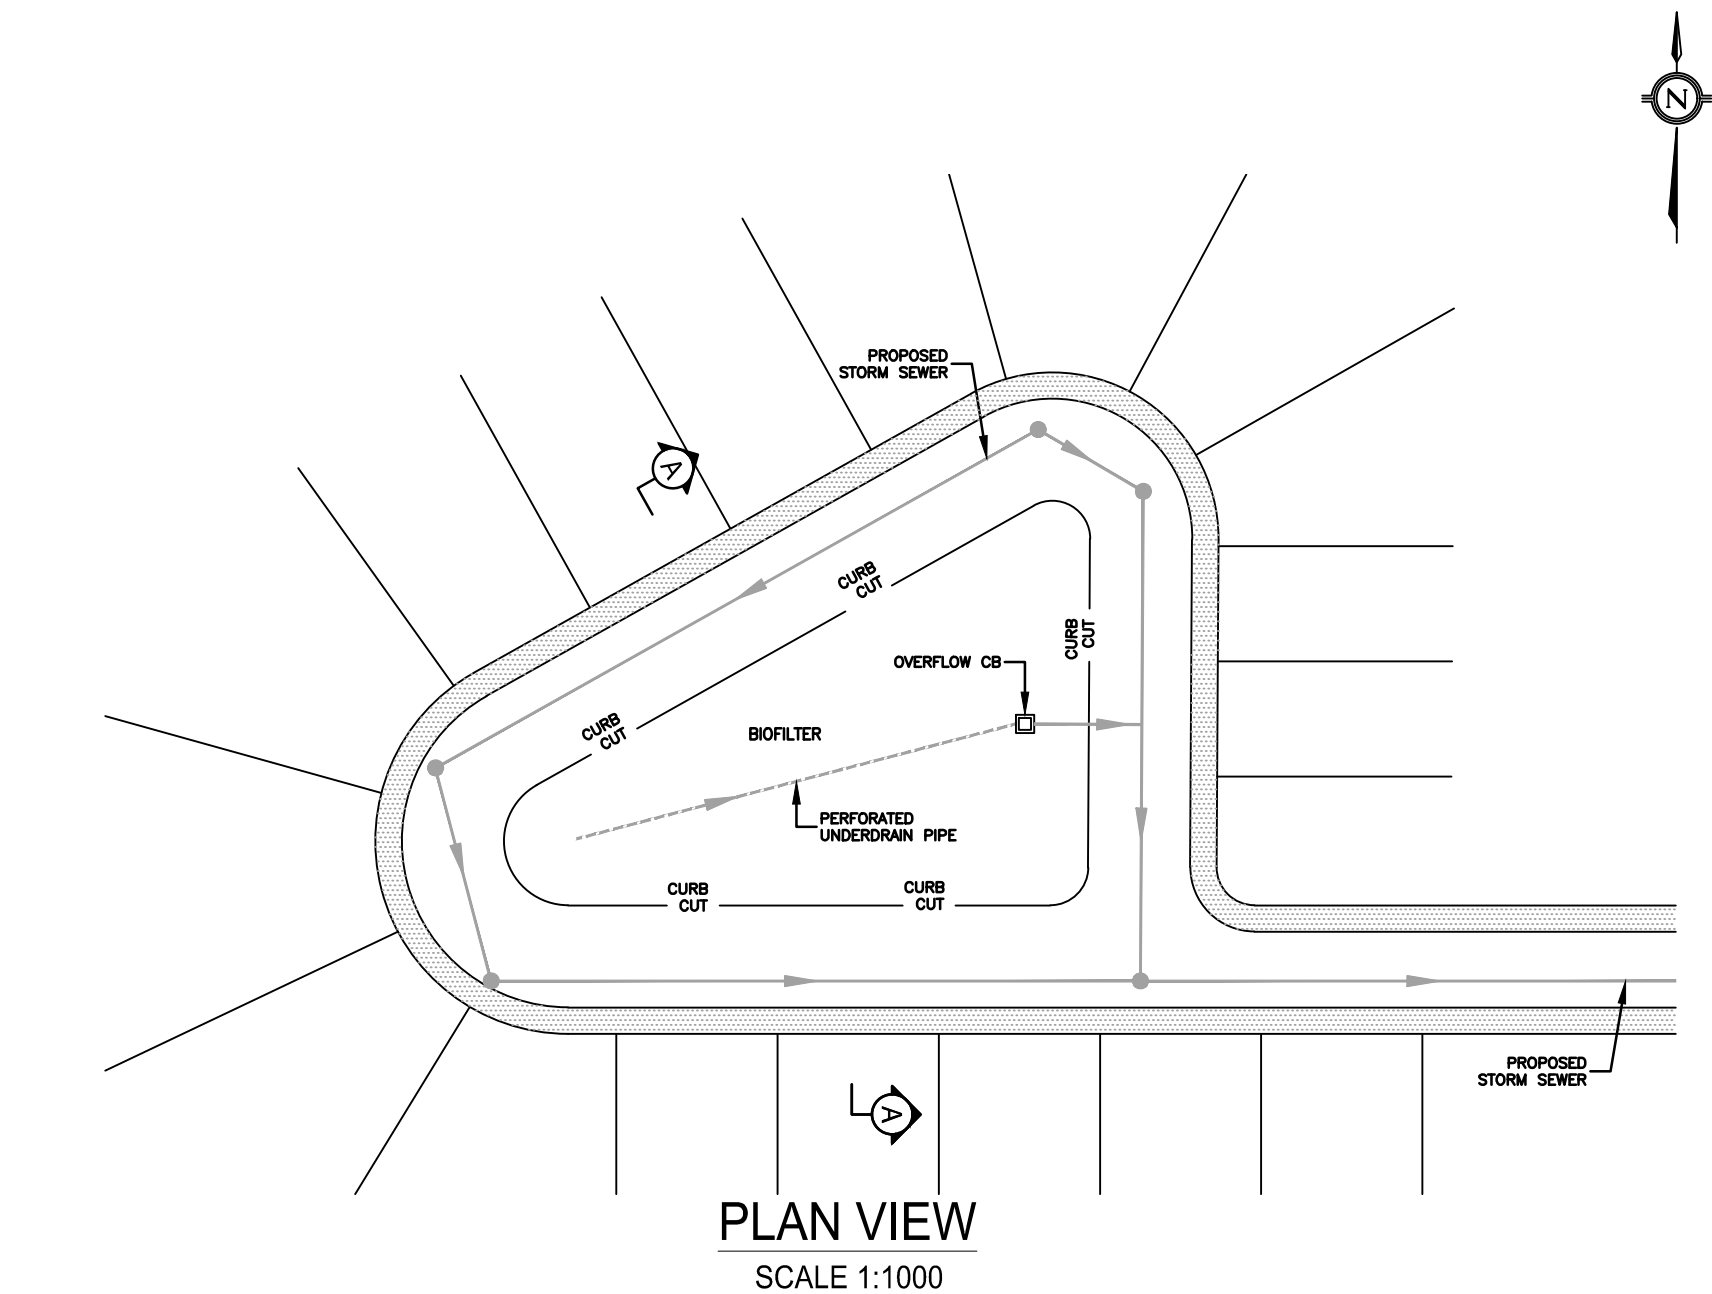 N
PROPOSED
STORM SEWER
A
CURB
CUT
CURB
CUT
OVERFLOW CB
CURB
CUT
BIOFILTER
PERFORATED
UNDERDRAIN PIPE
CURB
CUT
CURB
CUT
PROPOSED
STORM SEWER
A
PLAN VIEW
SCALE 1:1000